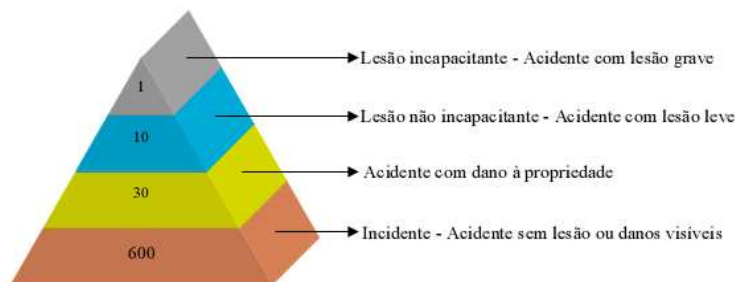 1
Lesão incapacitante - Acidente com lesão grave
10
Lesão não incapacitante - Acidente com lesão leve
30
Acidente com dano à propriedade
600
Incidente - Acidente sem lesão ou danos visíveis